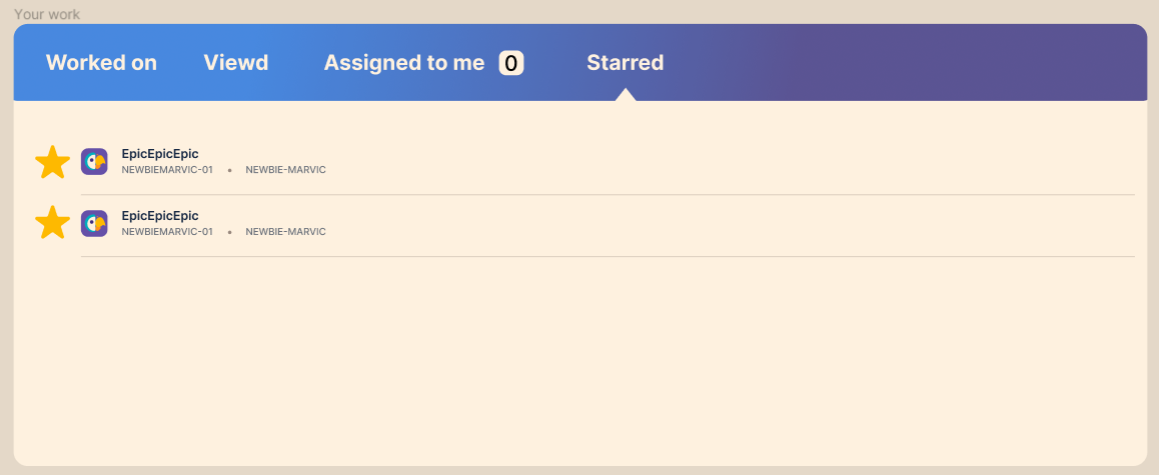 Your work
Worked on Viewd Assigned to me 0 Starred
EpicEpicEpic
NEWBIEMARVIC-01 • NEWBIE-MARVIC
EpicEpicEpic
NEWBIEMARVIC-01 • NEWBIE-MARVIC